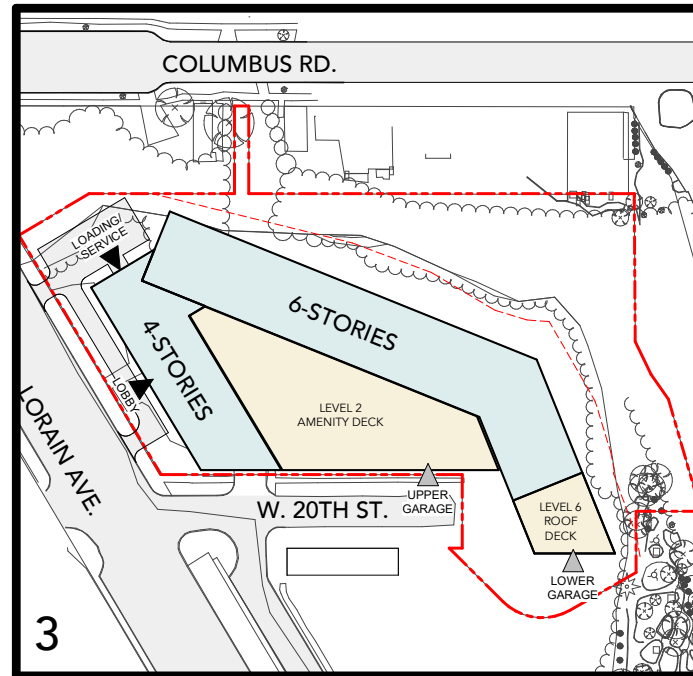 COLUMBUS RD.
LOADING/
SERVICE
6-STORIES
4-STORIES
LOBBY
LORAIN AVE.
LEVEL 2
AMENITY DECK
UPPER
GARAGE
W. 20TH ST.
LEVEL 6
ROOF
DECK
LOWER
GARAGE
3